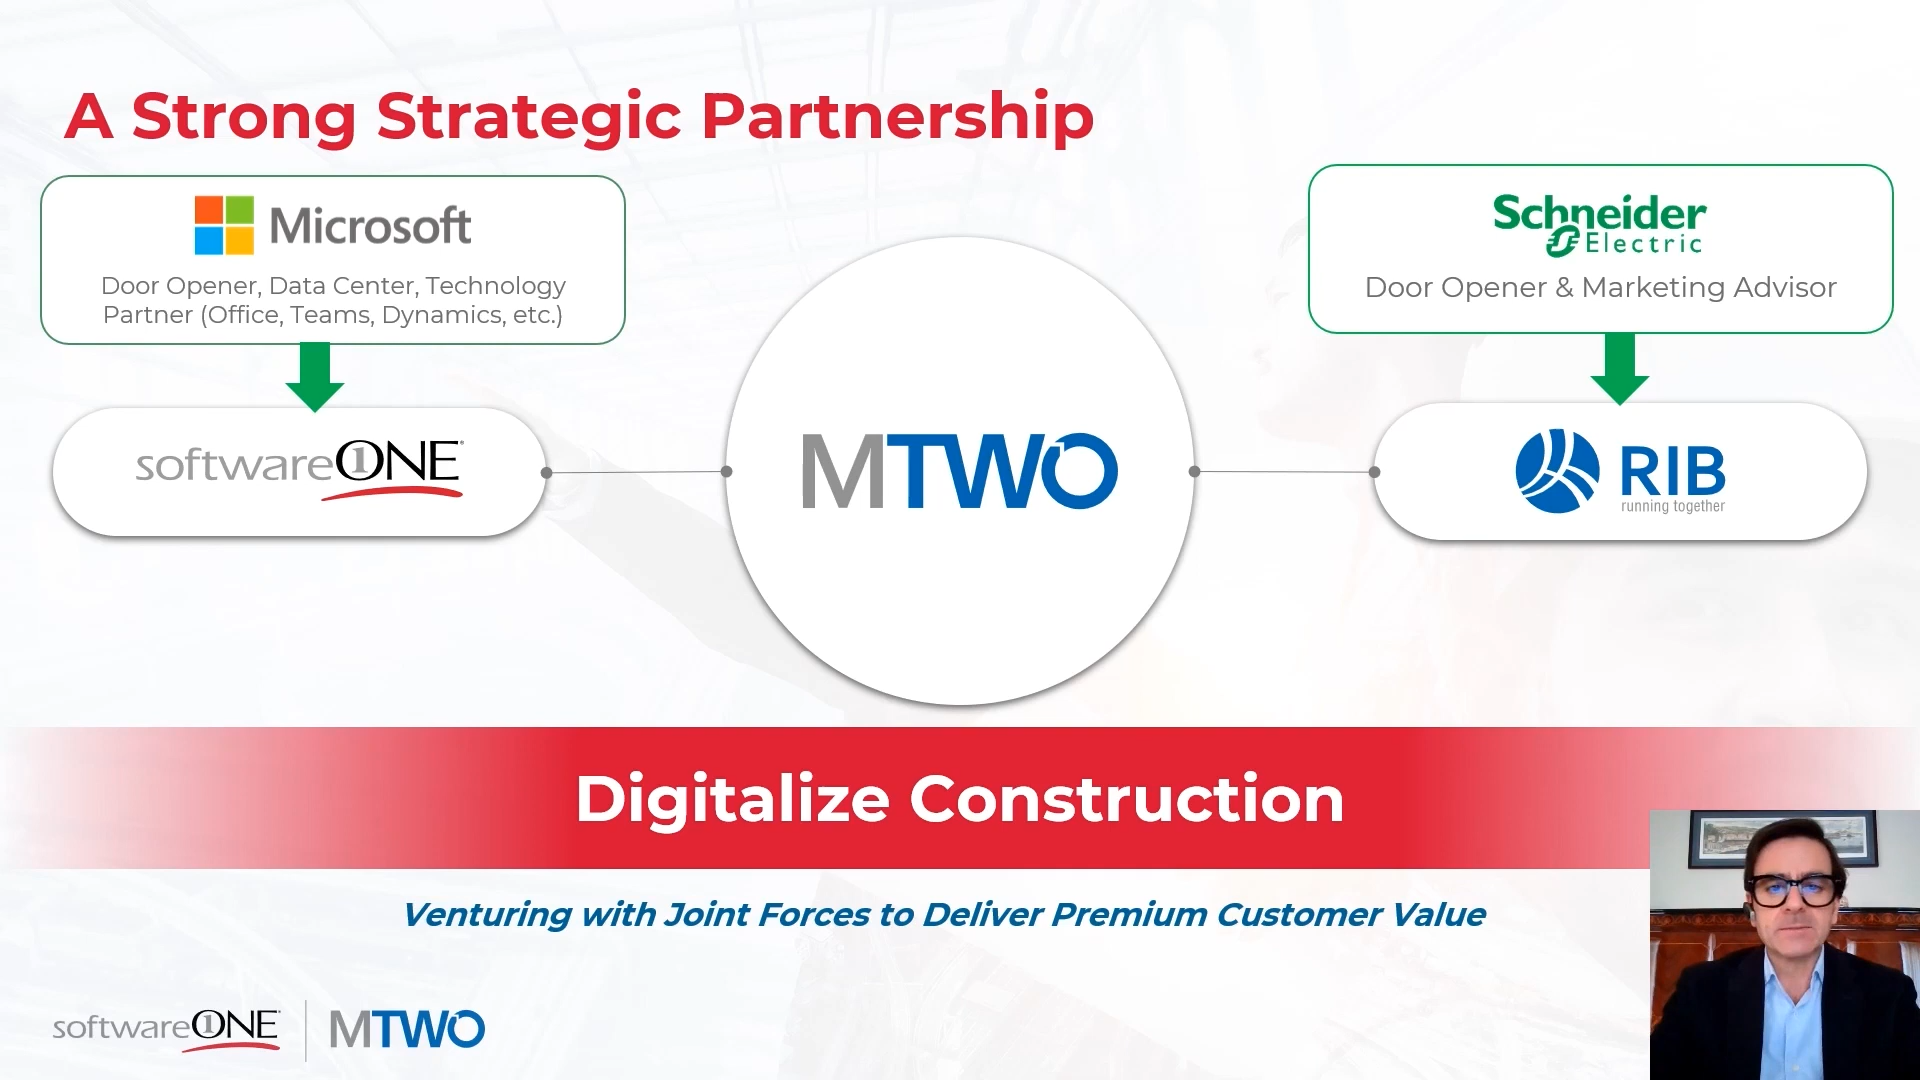 A Strong Strategic Partnership
Microsoft
Door Opener, Data Center, Technology
Partner (Office, Teams, Dynamics, etc.)
Schneider
Electric
Door Opener & Marketing Advisor
softwareONE
MTWO
RIB
running together
Digitalize Construction
Venturing with Joint Forces to Deliver Premium Customer Value
softwareONE
MTWO